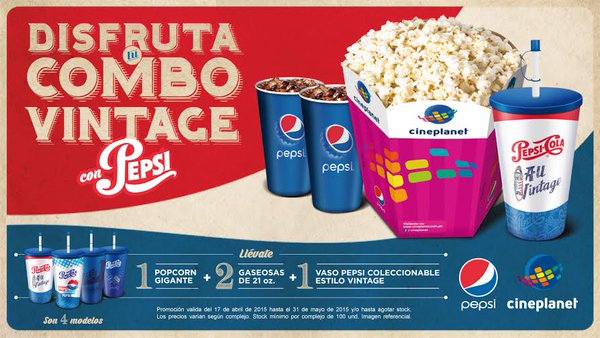 DISFRUTA
tu
COMBO
VINTAGE
con PEPSI
pepsi
pepsi
cineplanet
PEPSI-COLA
Vintage
Llévate
1 POPCORN GIGANTE + 2 GASEOSAS DE 21 oz. + 1 VASO PEPSI COLECCIONABLE ESTILO VINTAGE
Son 4 modelos
Promoción valida del 17 de abril de 2015 hasta el 31 de mayo de 2015 y/o hasta agotar stock.
Los precios varían según complejo. Stock mínimo por complejo de 100 und. Imagen referencial.
pepsi
cineplanet